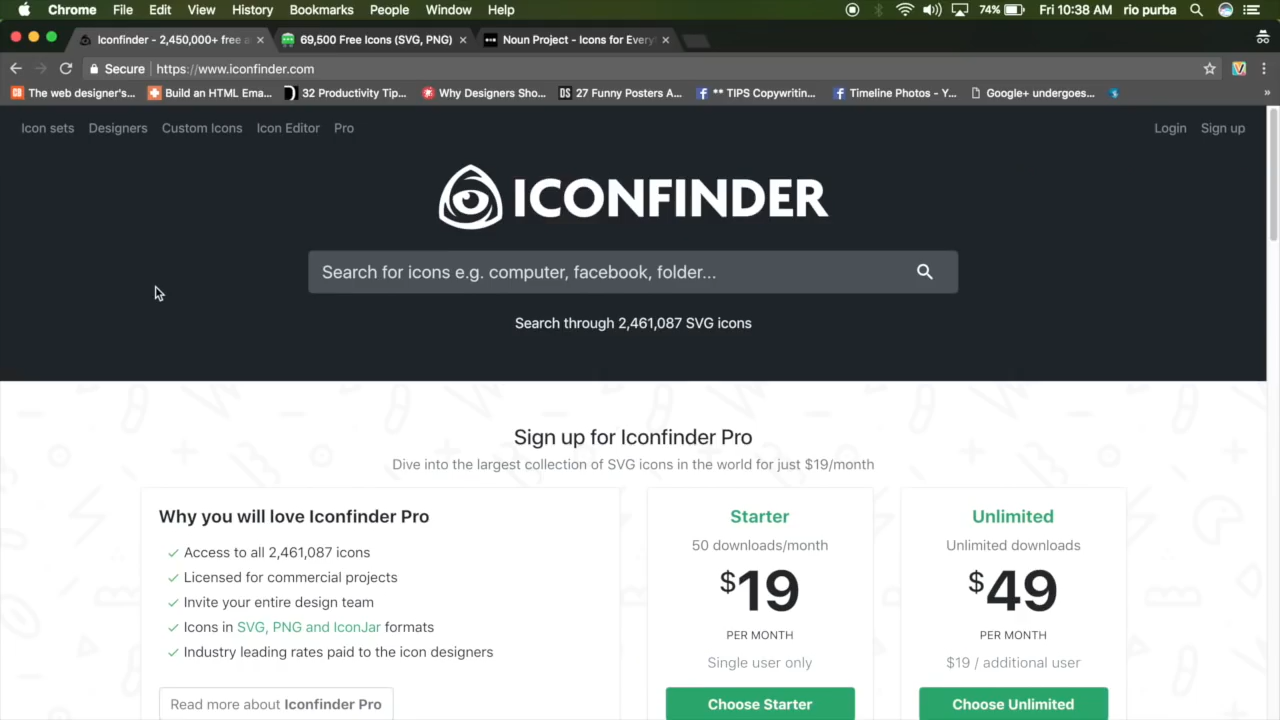 Chrome File Edit View History Bookmarks People Window Help 74% Fri 10:38 AM rio purba
Iconfinder - 2,450,000+ free a 69,500 Free Icons (SVG, PNG) Noun Project - Icons for Every
Secure https://www.iconfinder.com
The web designer's... Build an HTML Ema... 32 Productivity Tip... Why Designers Sho... DS 27 Funny Posters A... ** TIPS Copywritin... Timeline Photos - Y... Google+ undergoes... »
Icon sets Designers Custom Icons Icon Editor Pro Login Sign up
ICONFINDER
Search for icons e.g. computer, facebook, folder...
Search through 2,461,087 SVG icons
Sign up for Iconfinder Pro
Dive into the largest collection of SVG icons in the world for just $19/month
Why you will love Iconfinder Pro
Access to all 2,461,087 icons
Licensed for commercial projects
Invite your entire design team
Icons in SVG, PNG and IconJar formats
Industry leading rates paid to the icon designers
Read more about Iconfinder Pro
Starter
50 downloads/month
$19
PER MONTH
Single user only
Choose Starter
Unlimited
Unlimited downloads
$49
PER MONTH
$19 / additional user
Choose Unlimited